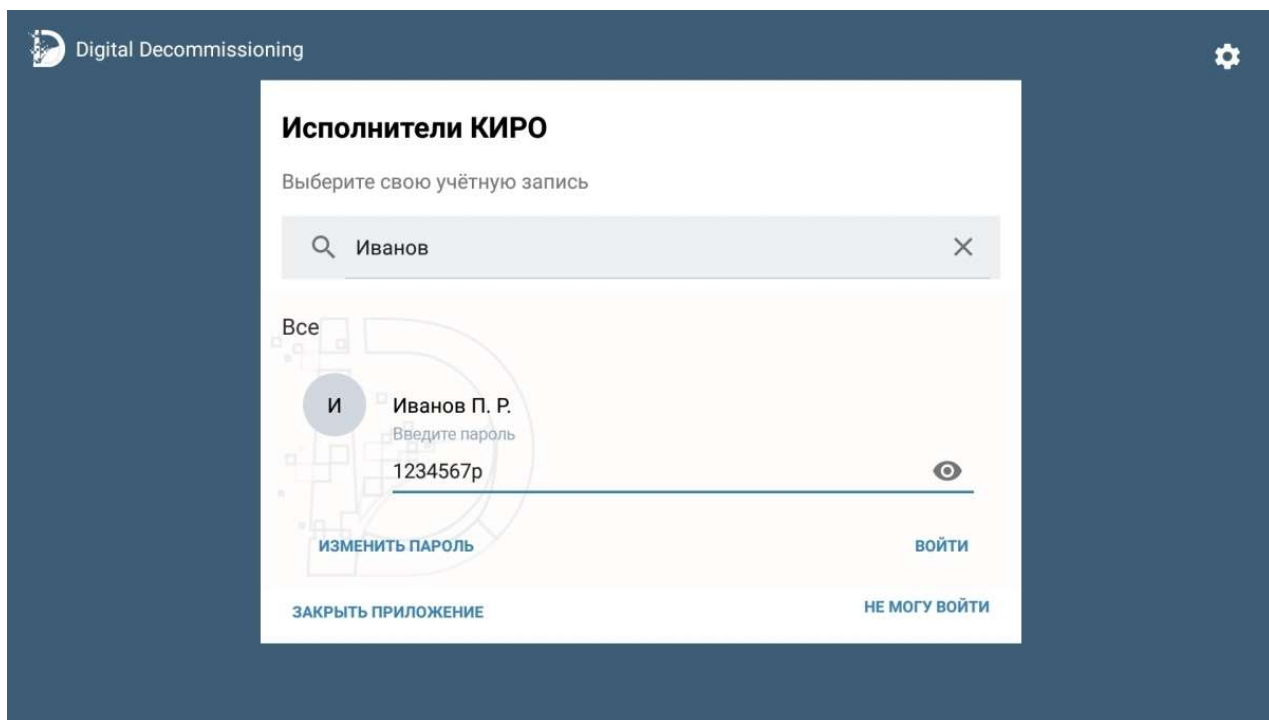 Digital Decommissioning
Исполнители КИРО
Выберите свою учётную запись
Иванов
Все
И
Иванов П. Р.
Введите пароль
1234567р
ИЗМЕНИТЬ ПАРОЛЬ
ВОЙТИ
ЗАКРЫТЬ ПРИЛОЖЕНИЕ
НЕ МОГУ ВОЙТИ